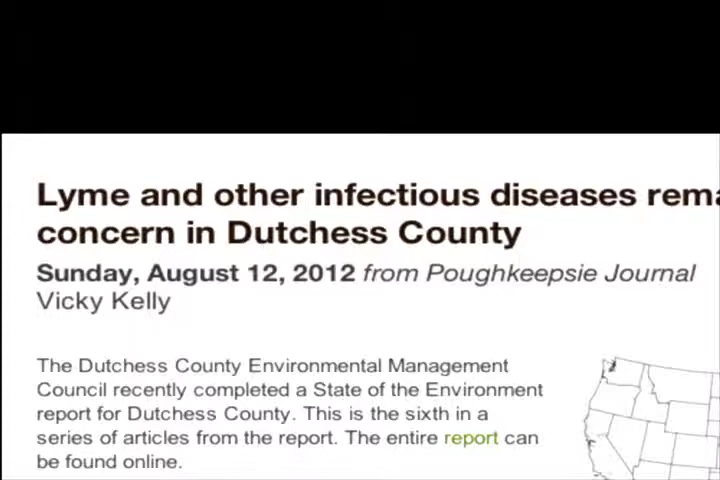 Lyme and other infectious diseases rema
concern in Dutchess County
Sunday, August 12, 2012 from Poughkeepsie Journal
Vicky Kelly
The Dutchess County Environmental Management
Council recently completed a State of the Environment
report for Dutchess County. This is the sixth in a
series of articles from the report. The entire report can
be found online.